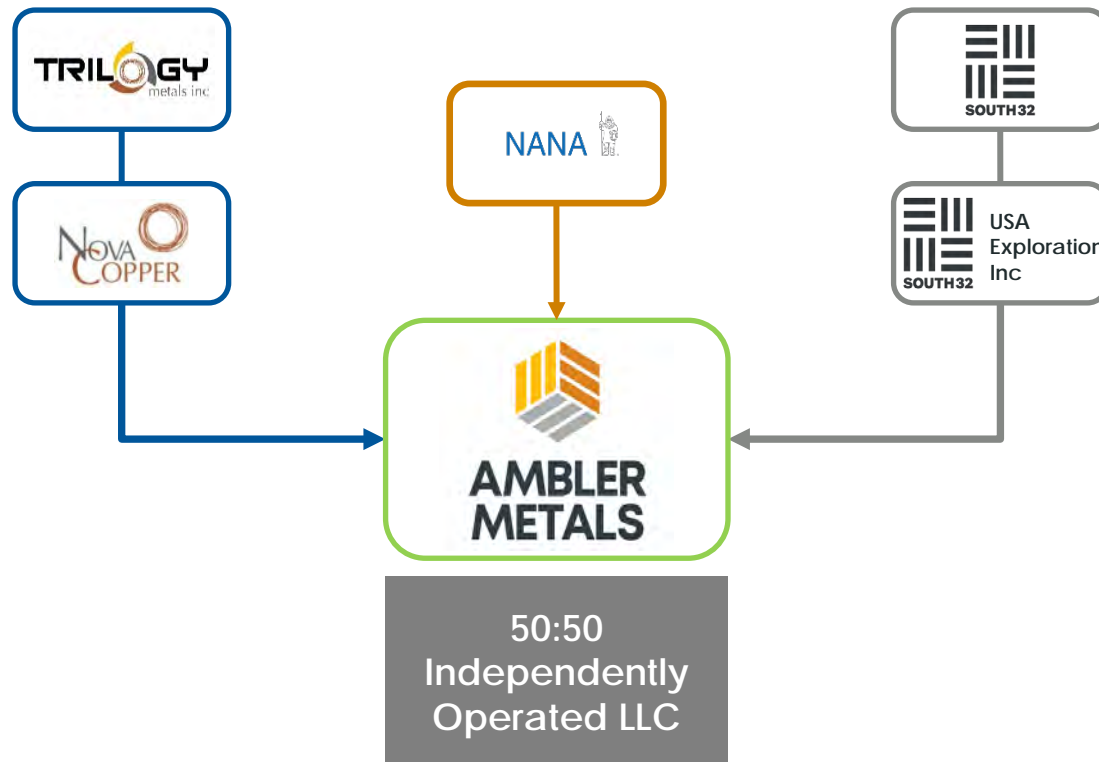 TRILOGY
metals inc
NANA
SOUTH32
NOVA
COPPER
SOUTH32
USA
Exploration
Inc
AMBLER
METALS
50:50
Independently
Operated LLC